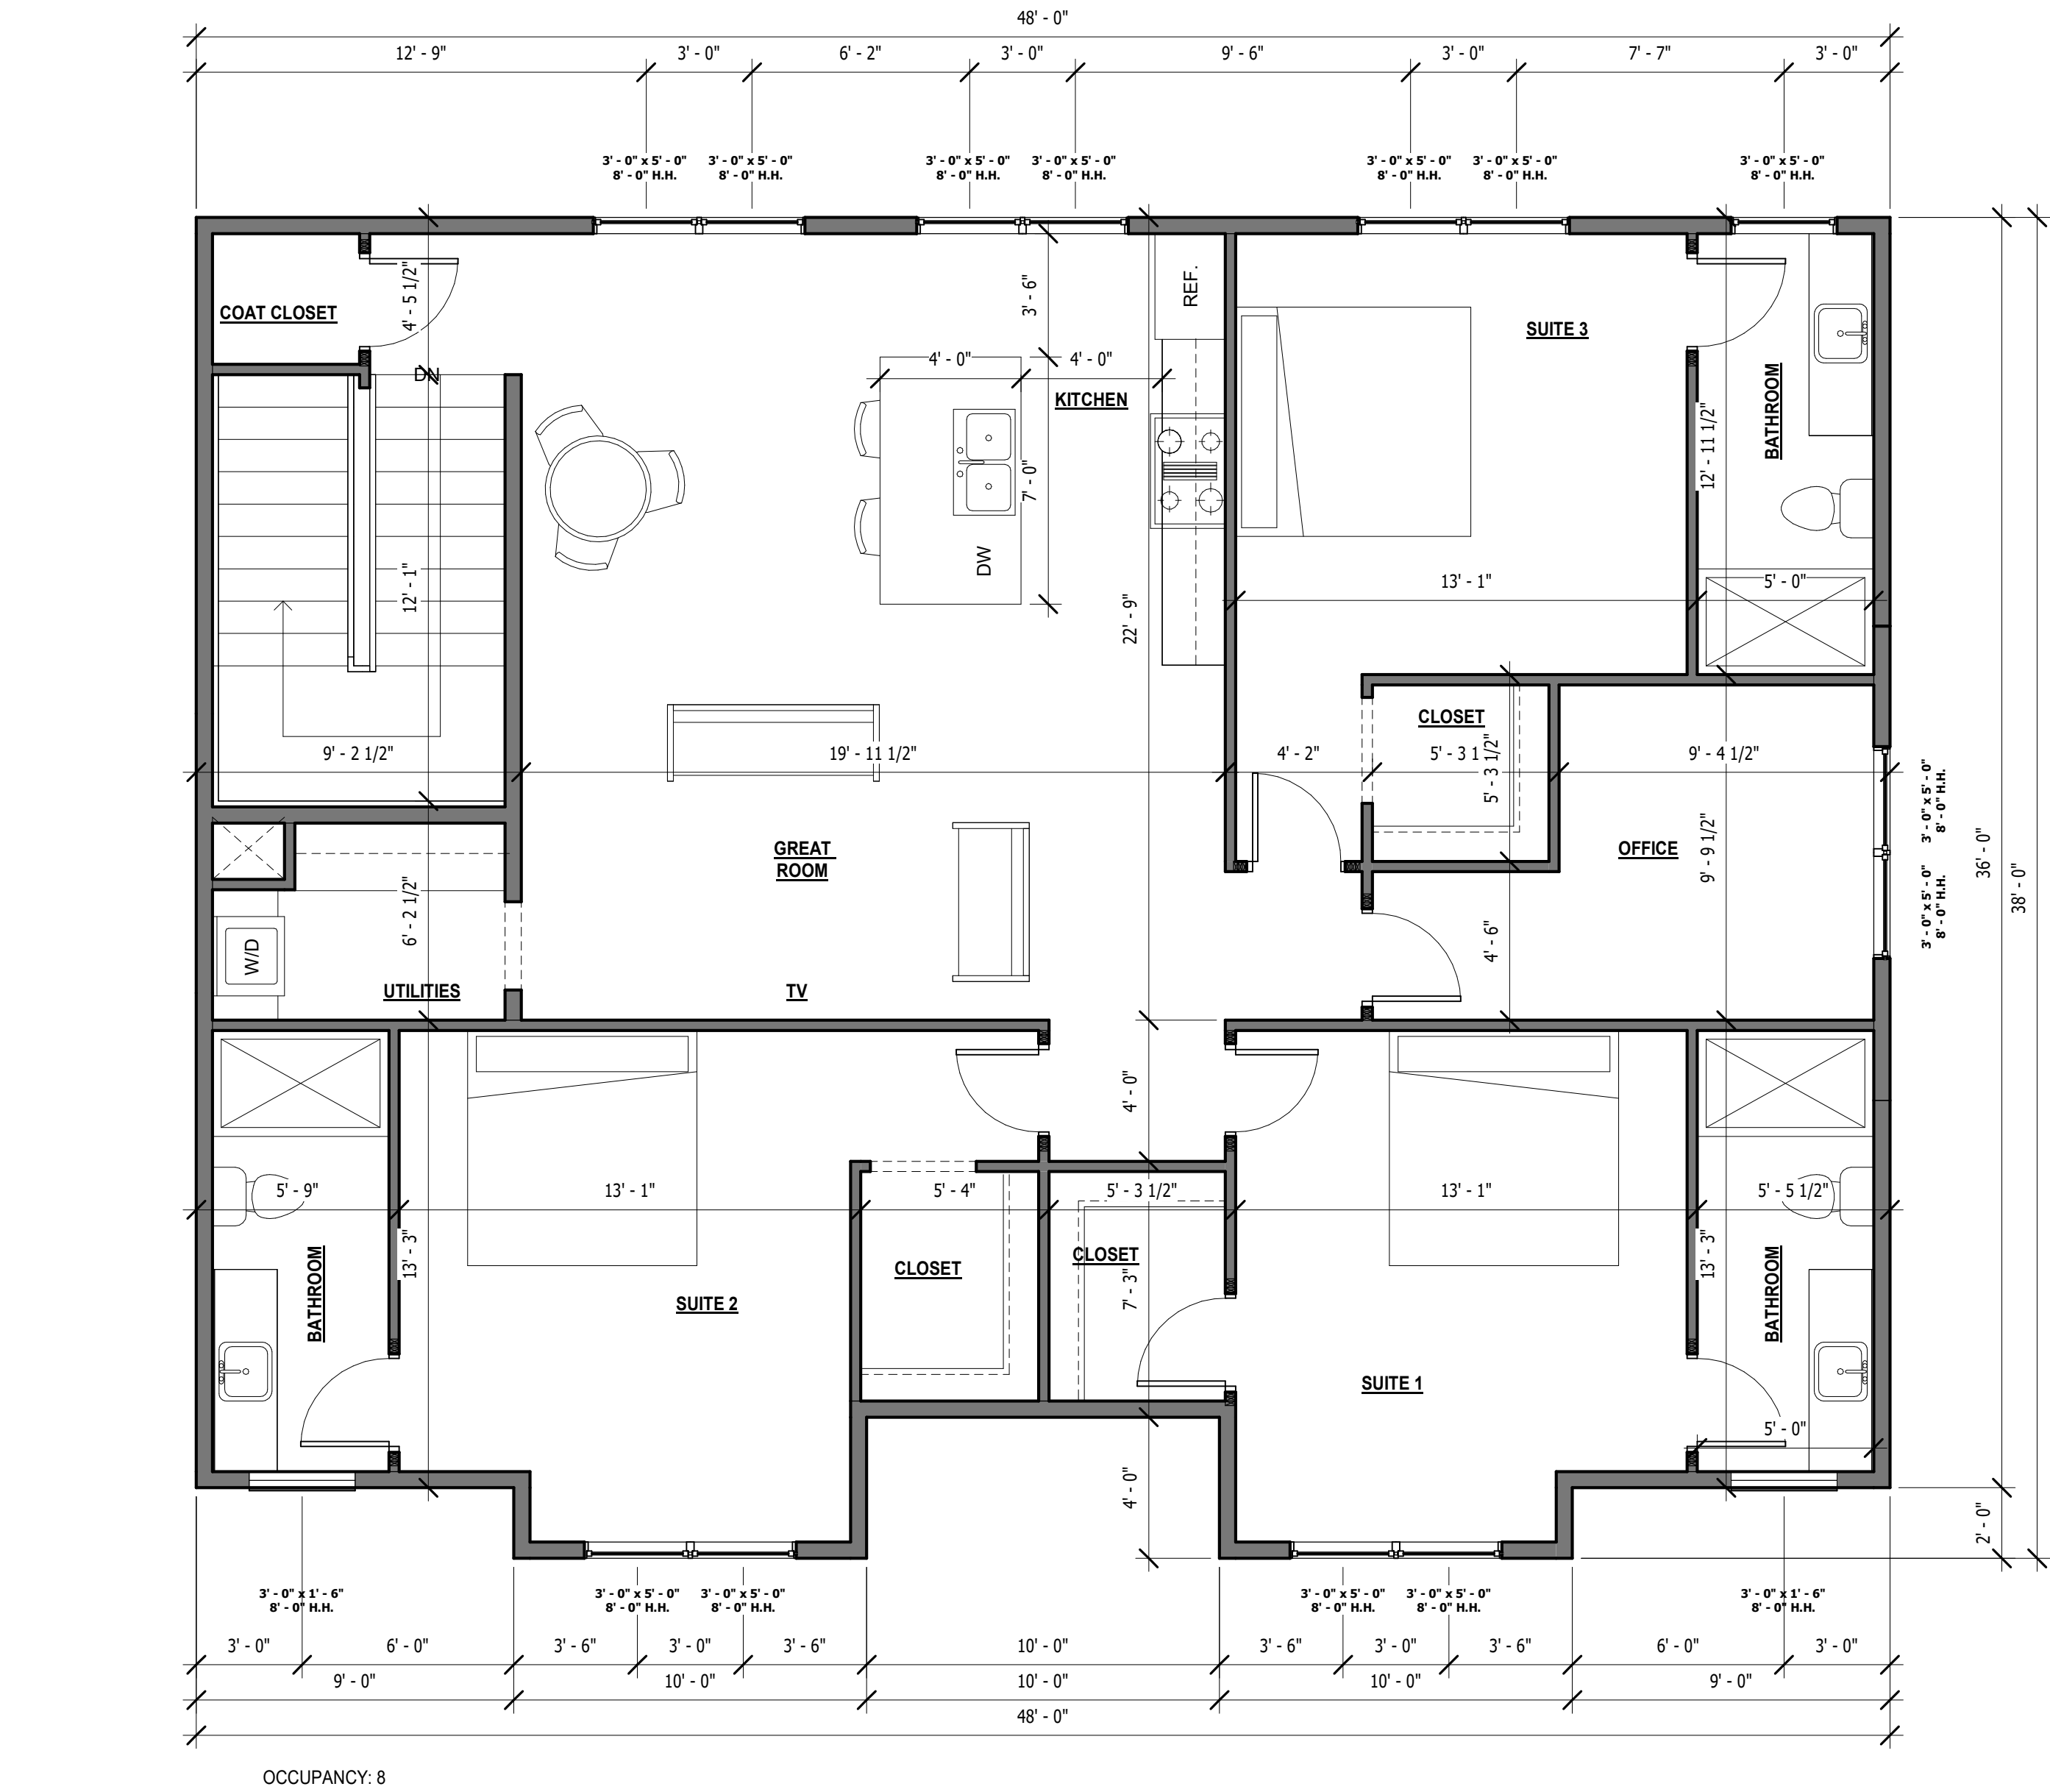 48' - 0"
12' - 9" 3' - 0" 6' - 2" 3' - 0" 9' - 6" 3' - 0" 7' - 7" 3' - 0"
3' - 0" x 5' - 0" 3' - 0" x 5' - 0" 3' - 0" x 5' - 0" 3' - 0" x 5' - 0" 3' - 0" x 5' - 0" 3' - 0" x 5' - 0" 3' - 0" x 5' - 0"
8' - 0" H.H. 8' - 0" H.H. 8' - 0" H.H. 8' - 0" H.H. 8' - 0" H.H. 8' - 0" H.H. 8' - 0" H.H.
COAT CLOSET
4' - 5 1/2"
DN
12' - 1"
9' - 2 1/2"
3' - 6"
4' - 0" 4' - 0"
KITCHEN
REF.
7' - 0"
DW
22' - 9"
19' - 11 1/2"
SUITE 3
BATHROOM
12' - 11 1/2"
13' - 1" 5' - 0"
CLOSET
4' - 2" 5' - 3 1
5' - 3 1/2"
9' - 4 1/2"
OFFICE
9' - 9 1/2"
4' - 6"
3' - 0" x 5' - 0"
8' - 0" H.H.
3' - 0" x 5' - 0"
8' - 0" H.H.
36' - 0"
38' - 0"
GREAT
ROOM
TV
6' - 2 1/2"
W/D
UTILITIES
4' - 0"
5' - 9" 13' - 1" 5' - 4" 5' - 3 1/2" 13' - 1" 5' - 5 1/2"
BATHROOM
13' - 3"
SUITE 2
CLOSET
CLOSET
7' - 3"
SUITE 1
13' - 3"
BATHROOM
5' - 0"
4' - 0"
2' - 0"
3' - 0" x 1' - 6" 3' - 0" x 5' - 0" 3' - 0" x 5' - 0" 3' - 0" x 5' - 0" 3' - 0" x 5' - 0" 3' - 0" x 1' - 6"
8' - 0" H.H. 8' - 0" H.H. 8' - 0" H.H. 8' - 0" H.H. 8' - 0" H.H. 8' - 0" H.H.
3' - 0" 6' - 0" 3' - 6" 3' - 0" 3' - 6" 10' - 0" 3' - 6" 3' - 0" 3' - 6" 6' - 0" 3' - 0"
9' - 0" 10' - 0" 10' - 0" 10' - 0" 9' - 0"
48' - 0"
OCCUPANCY: 8